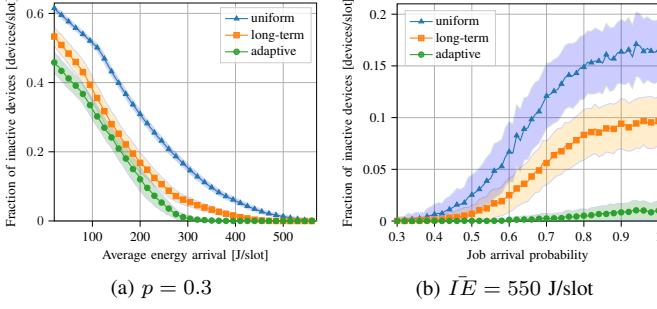 Fraction of inactive devices [devices/slot]
0.6
0.4
0.2
0
uniform
long-term
adaptive
100 200 300 400 500
Average energy arrival [J/slot]
(a) p = 0.3
Fraction of inactive devices [devices/slot]
0.2
0.15
0.1
0.05
0
uniform
long-term
adaptive
0.3 0.4 0.5 0.6 0.7 0.8 0.9
Job arrival probability
(b) I̅E̅ = 550 J/slot